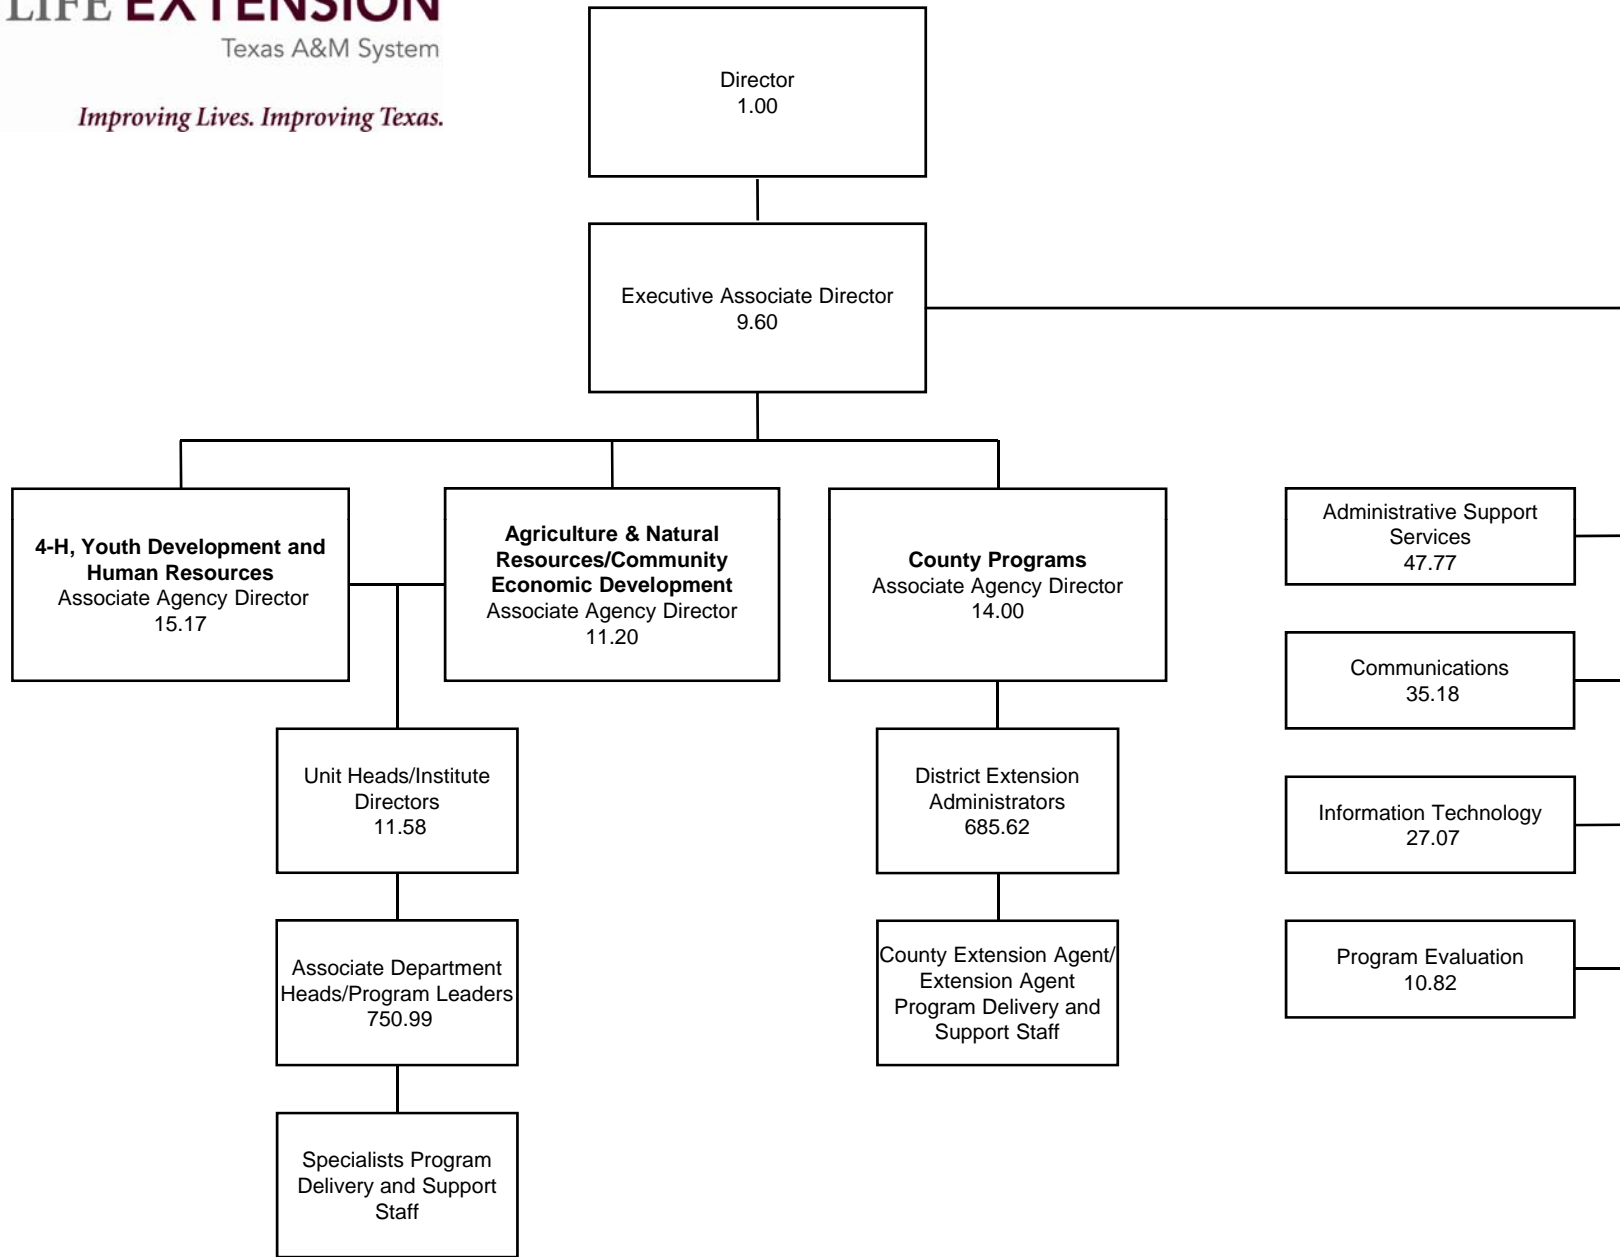 LIFE EXTENSION
Texas A&M System
Improving Lives. Improving Texas.
Director
1.00
Executive Associate Director
9.60
4-H, Youth Development and
Human Resources
Associate Agency Director
15.17
Agriculture & Natural
Resources/Community
Economic Development
Associate Agency Director
11.20
County Programs
Associate Agency Director
14.00
Administrative Support
Services
47.77
Communications
35.18
Information Technology
27.07
Program Evaluation
10.82
Unit Heads/Institute
Directors
11.58
District Extension
Administrators
685.62
Associate Department
Heads/Program Leaders
750.99
County Extension Agent/
Extension Agent
Program Delivery and
Support Staff
Specialists Program
Delivery and Support
Staff